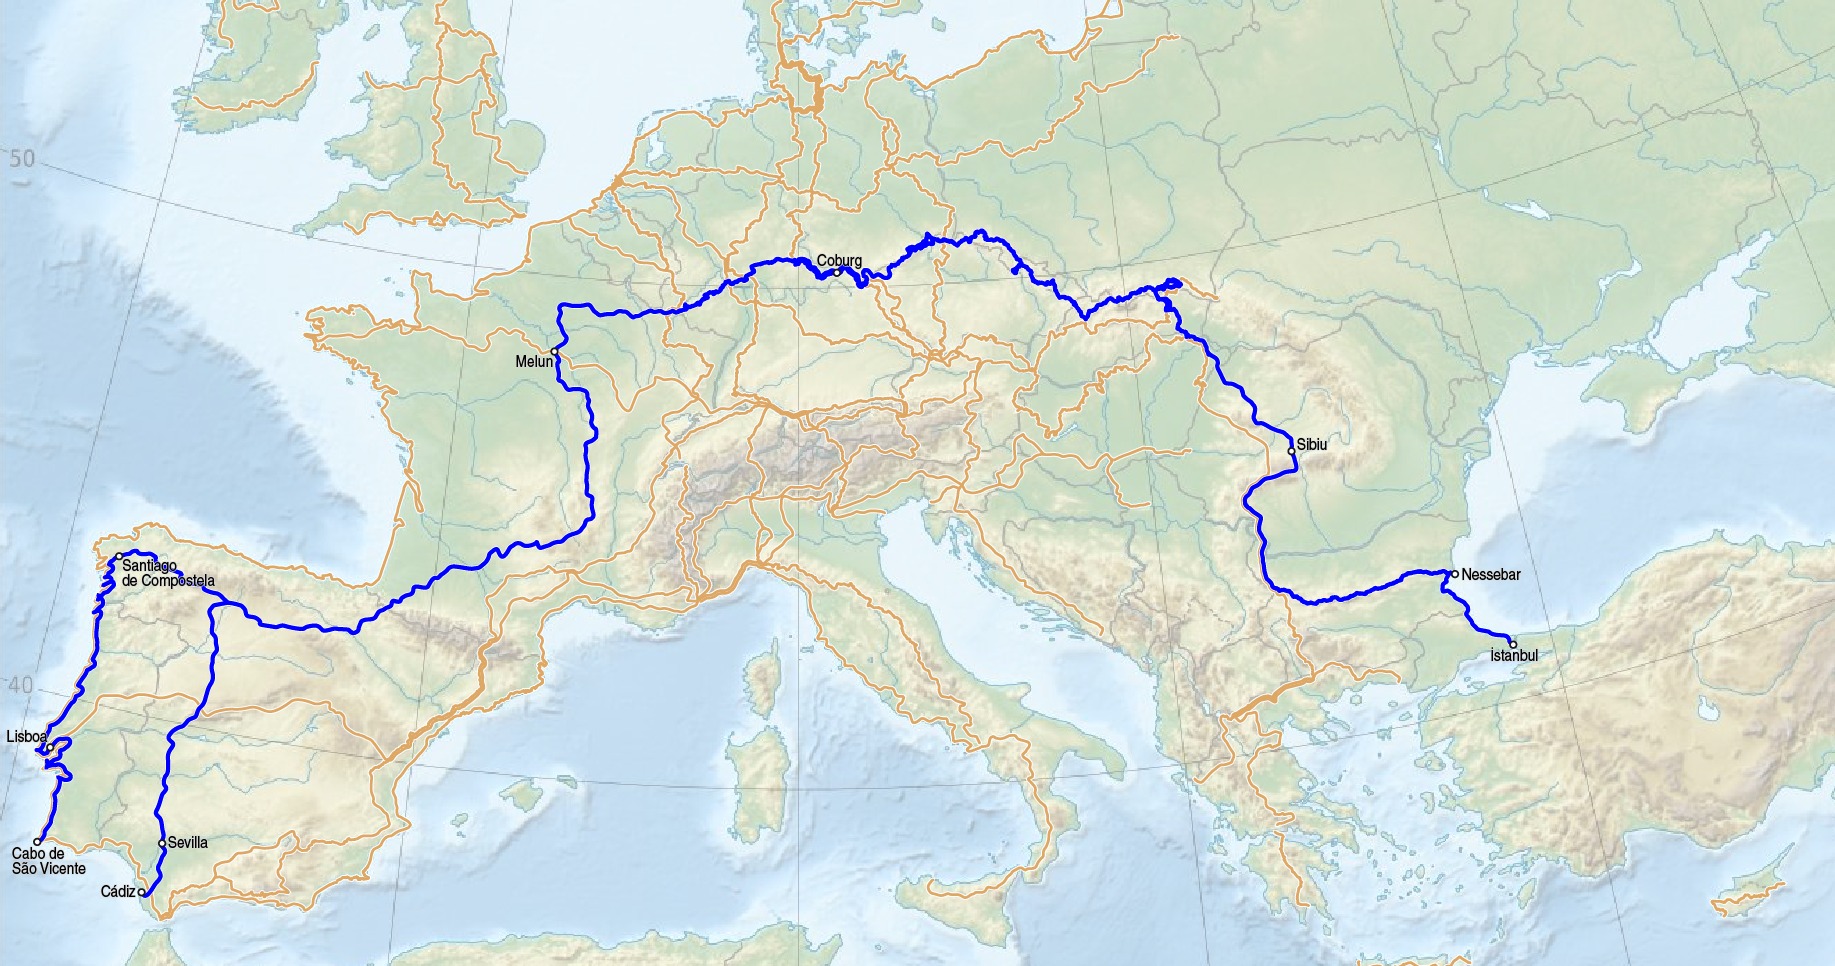 50
Coburg
Melun
Sibiu
Santiago
de Compostela
Nessebar
İstanbul
40
Lisboa
Sevilla
Cabo de
São Vicente
Cádiz